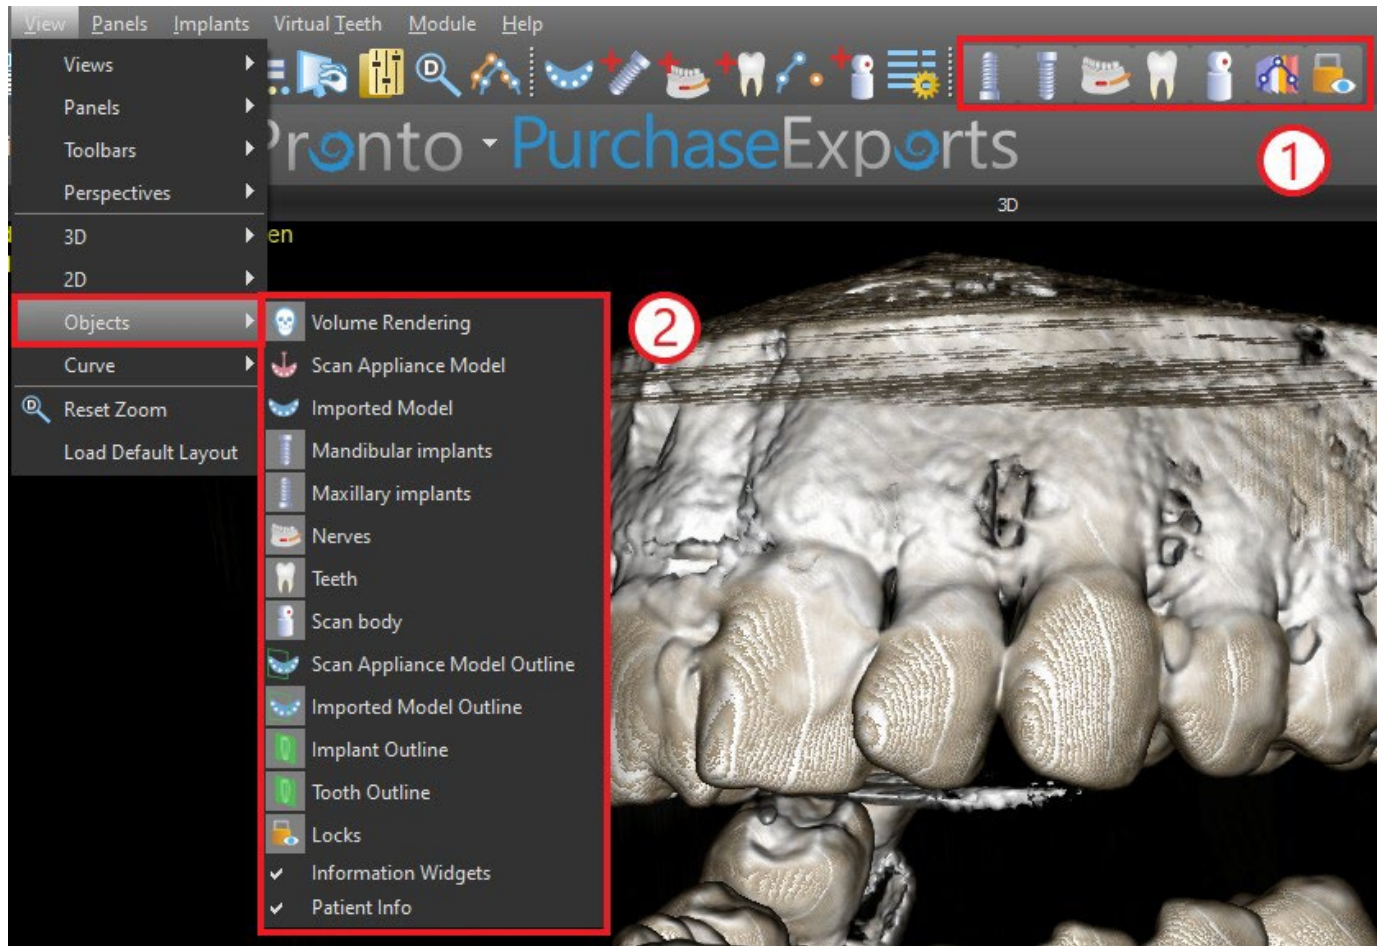 View Panels Implants Virtual Teeth Module Help
Views
Panels
Toolbars
Perspectives
3D
2D
Objects
Curve
Reset Zoom
Load Default Layout
Pronto PurchaseExports
1
3D
en
2
Volume Rendering
Scan Appliance Model
Imported Model
Mandibular implants
Maxillary implants
Nerves
Teeth
Scan body
Scan Appliance Model Outline
Imported Model Outline
Implant Outline
Tooth Outline
Locks
Information Widgets
Patient Info